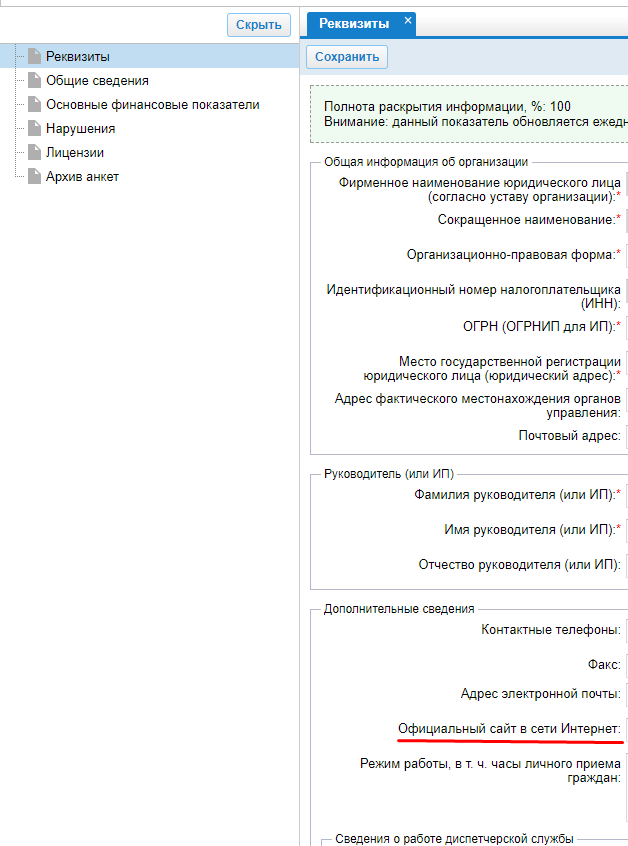 Скрыть
Реквизиты
Общие сведения
Основные финансовые показатели
Нарушения
Лицензии
Архив анкет
Реквизиты ×
Сохранить
Полнота раскрытия информации, %: 100
Внимание: данный показатель обновляется ежедн
Общая информация об организации
Фирменное наименование юридического лица
(согласно уставу организации):*
Сокращенное наименование:*
Организационно-правовая форма:*
Идентификационный номер налогоплательщика
(ИНН):
ОГРН (ОГРНИП для ИП):*
Место государственной регистрации
юридического лица (юридический адрес):*
Адрес фактического местонахождения органов
управления:
Почтовый адрес:
Руководитель (или ИП)
Фамилия руководителя (или ИП):*
Имя руководителя (или ИП):*
Отчество руководителя (или ИП):
Дополнительные сведения
Контактные телефоны:
Факс:
Адрес электронной почты:
Официальный сайт в сети Интернет:
Режим работы, в т. ч. часы личного приема
граждан:
Сведения о работе диспетчерской службы